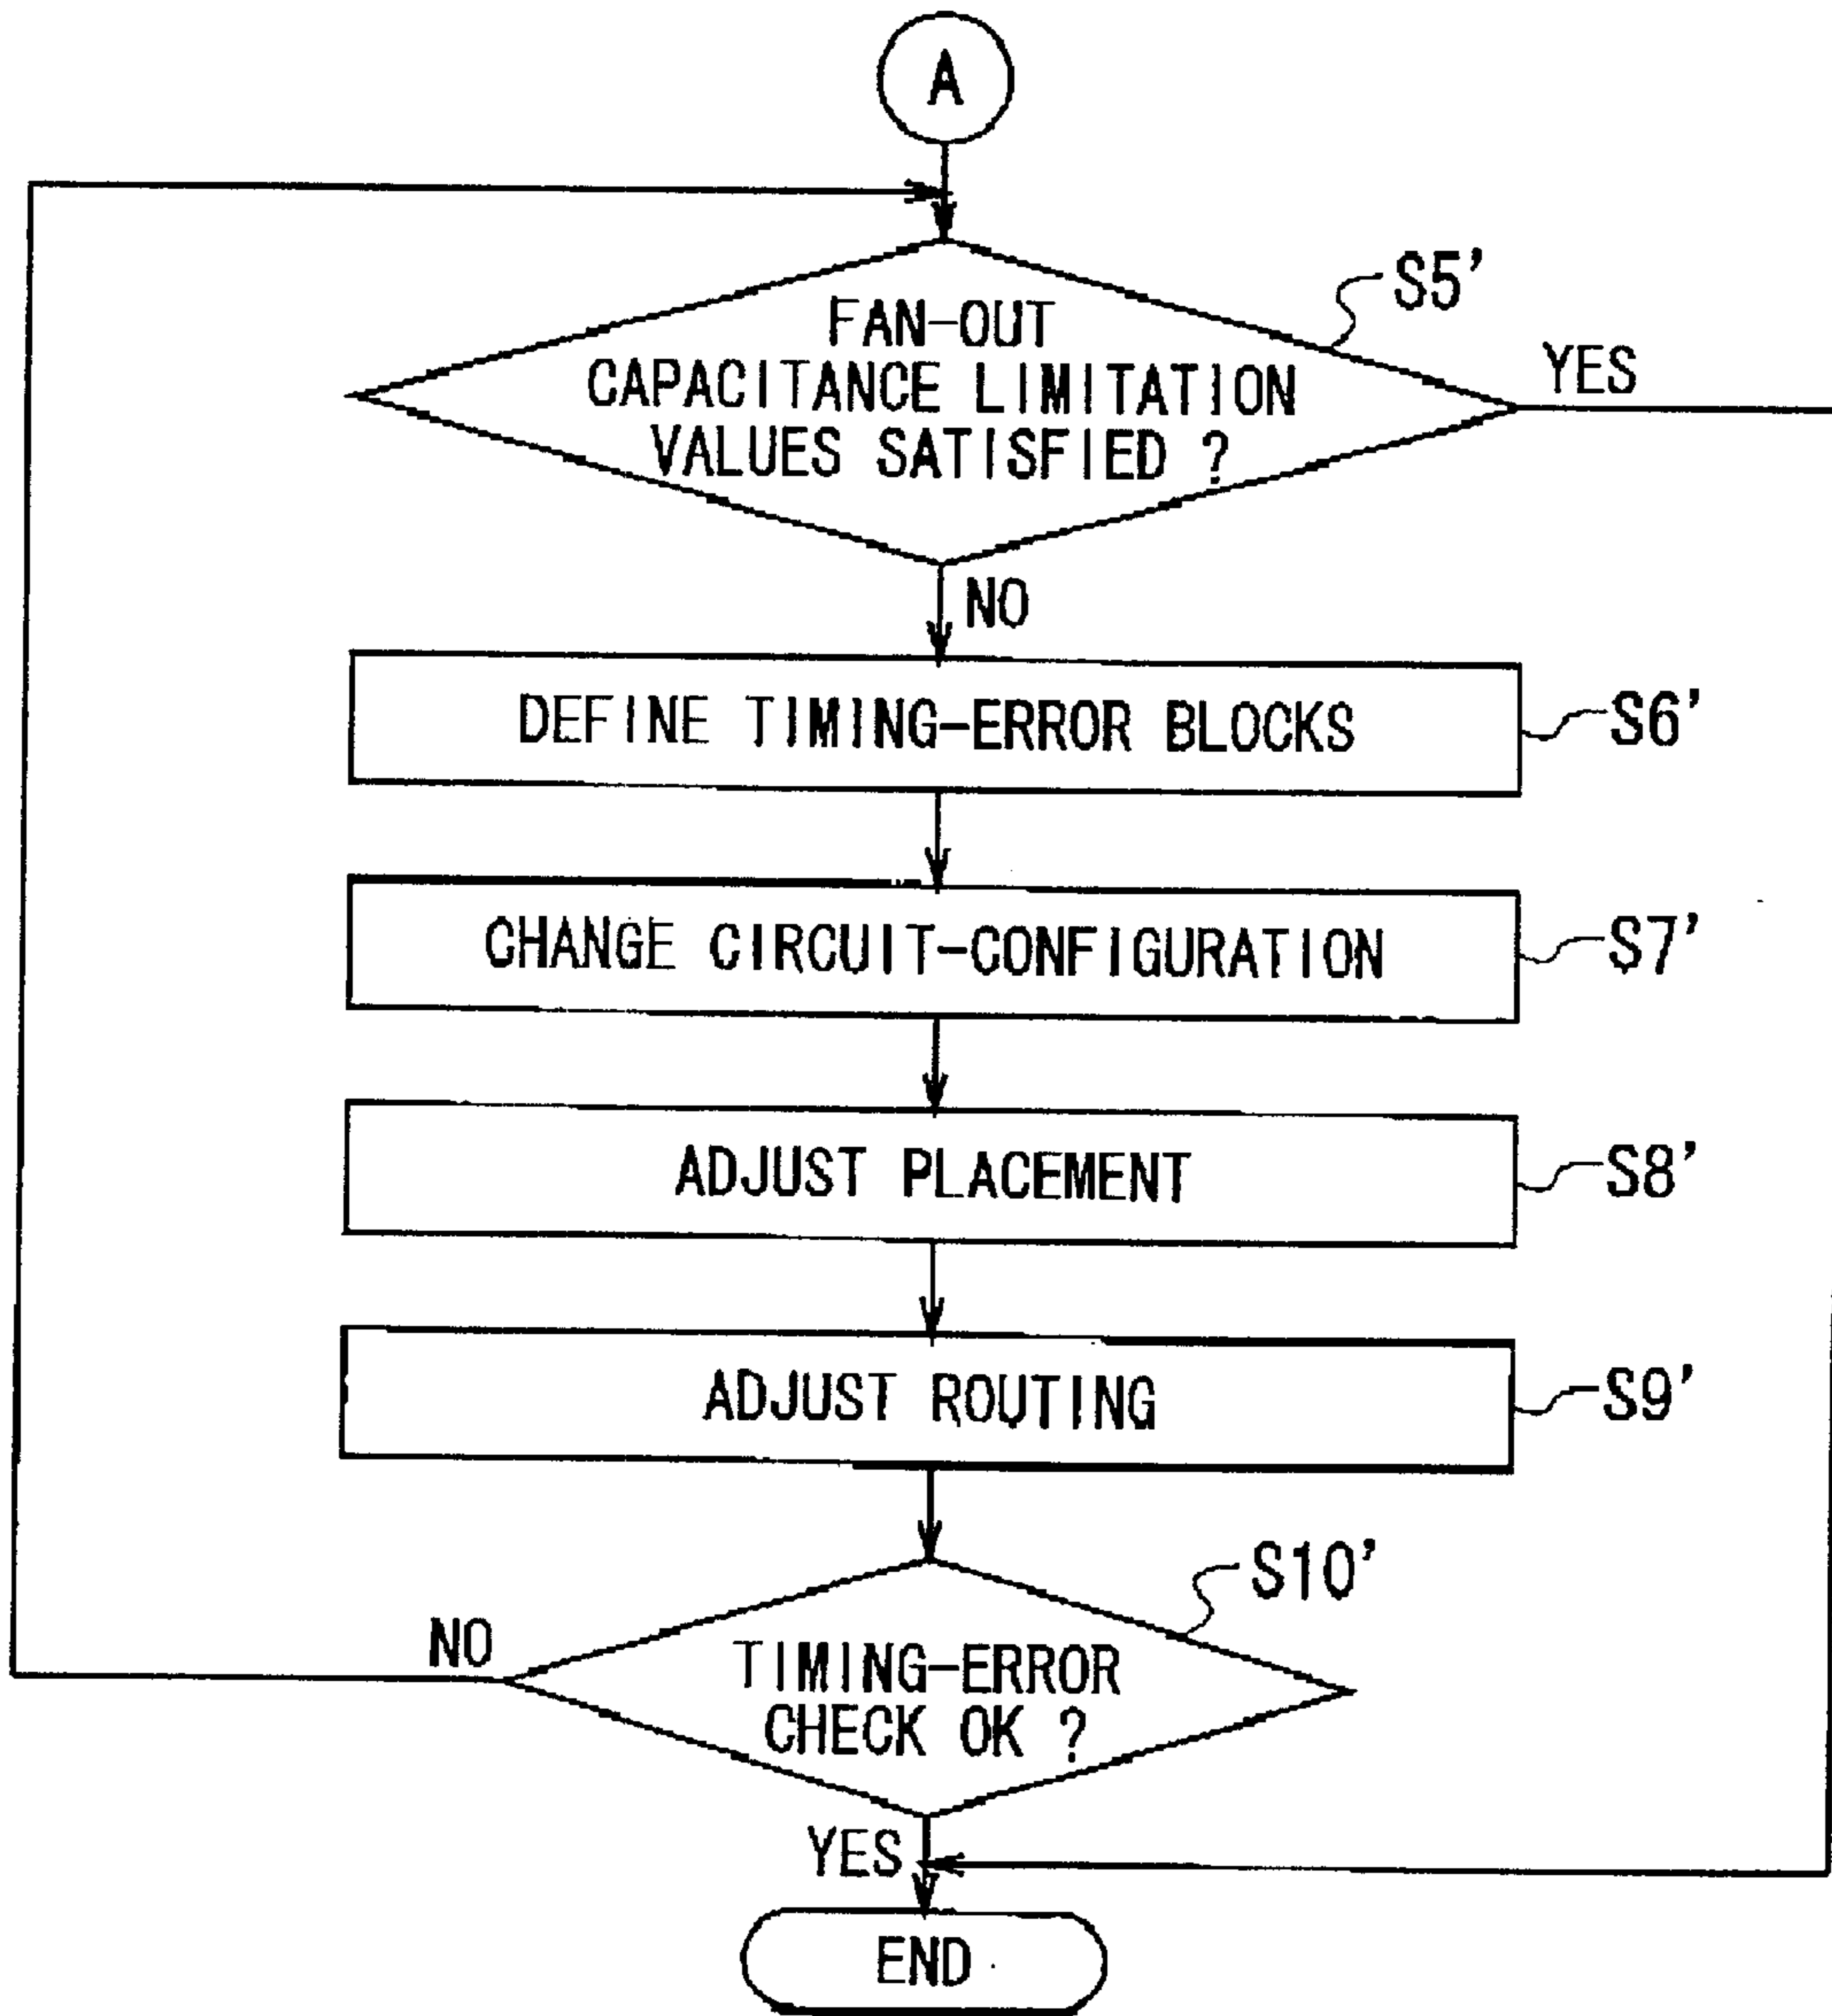 A
S5'
FAN-OUT
CAPACITANCE LIMITATION
VALUES SATISFIED ?
YES
NO
DEFINE TIMING-ERROR BLOCKS
S6'
CHANGE CIRCUIT-CONFIGURATION
S7'
ADJUST PLACEMENT
S8'
ADJUST ROUTING
S9'
S10'
NO
TIMING-ERROR
CHECK OK ?
YES
END